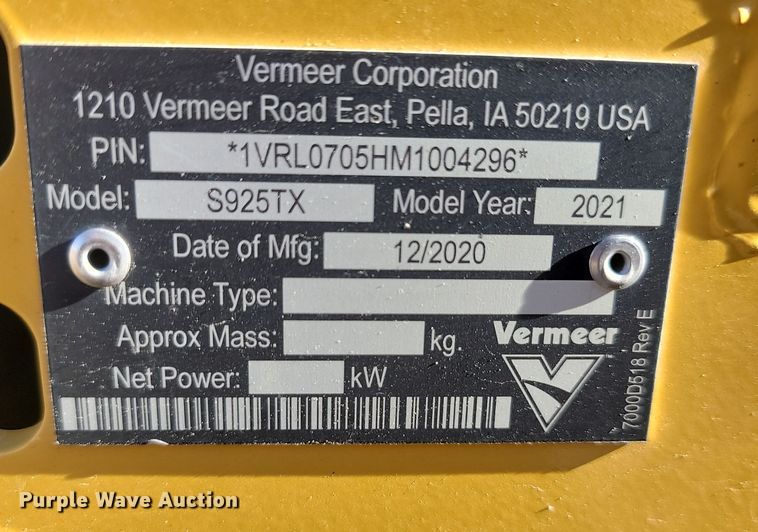 Vermeer Corporation
1210 Vermeer Road East, Pella, IA 50219 USA
PIN: *1VRL0705HM1004296*
Model: S925TX Model Year: 2021
Date of Mfg: 12/2020
Machine Type:
Approx Mass: kg.
Net Power: kW
Vermeer
7000D518 Rev E
Purple Wave Auction